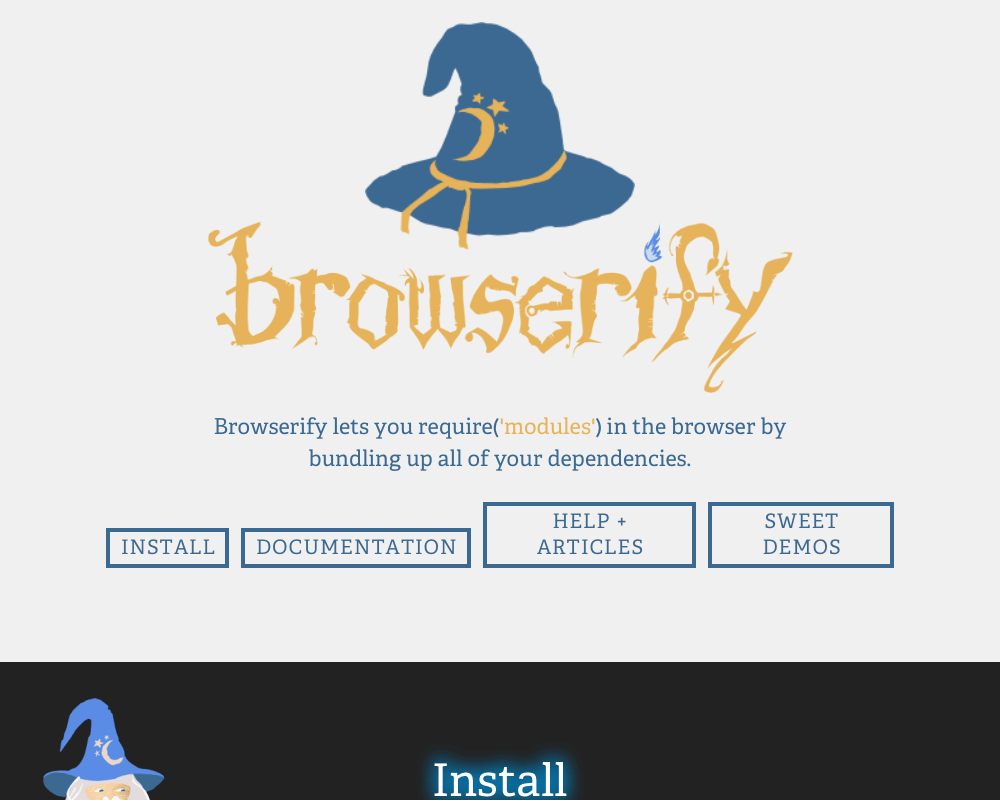 browserify
Browserify lets you require('modules') in the browser by
bundling up all of your dependencies.
INSTALL
DOCUMENTATION
HELP +
ARTICLES
SWEET
DEMOS
Install